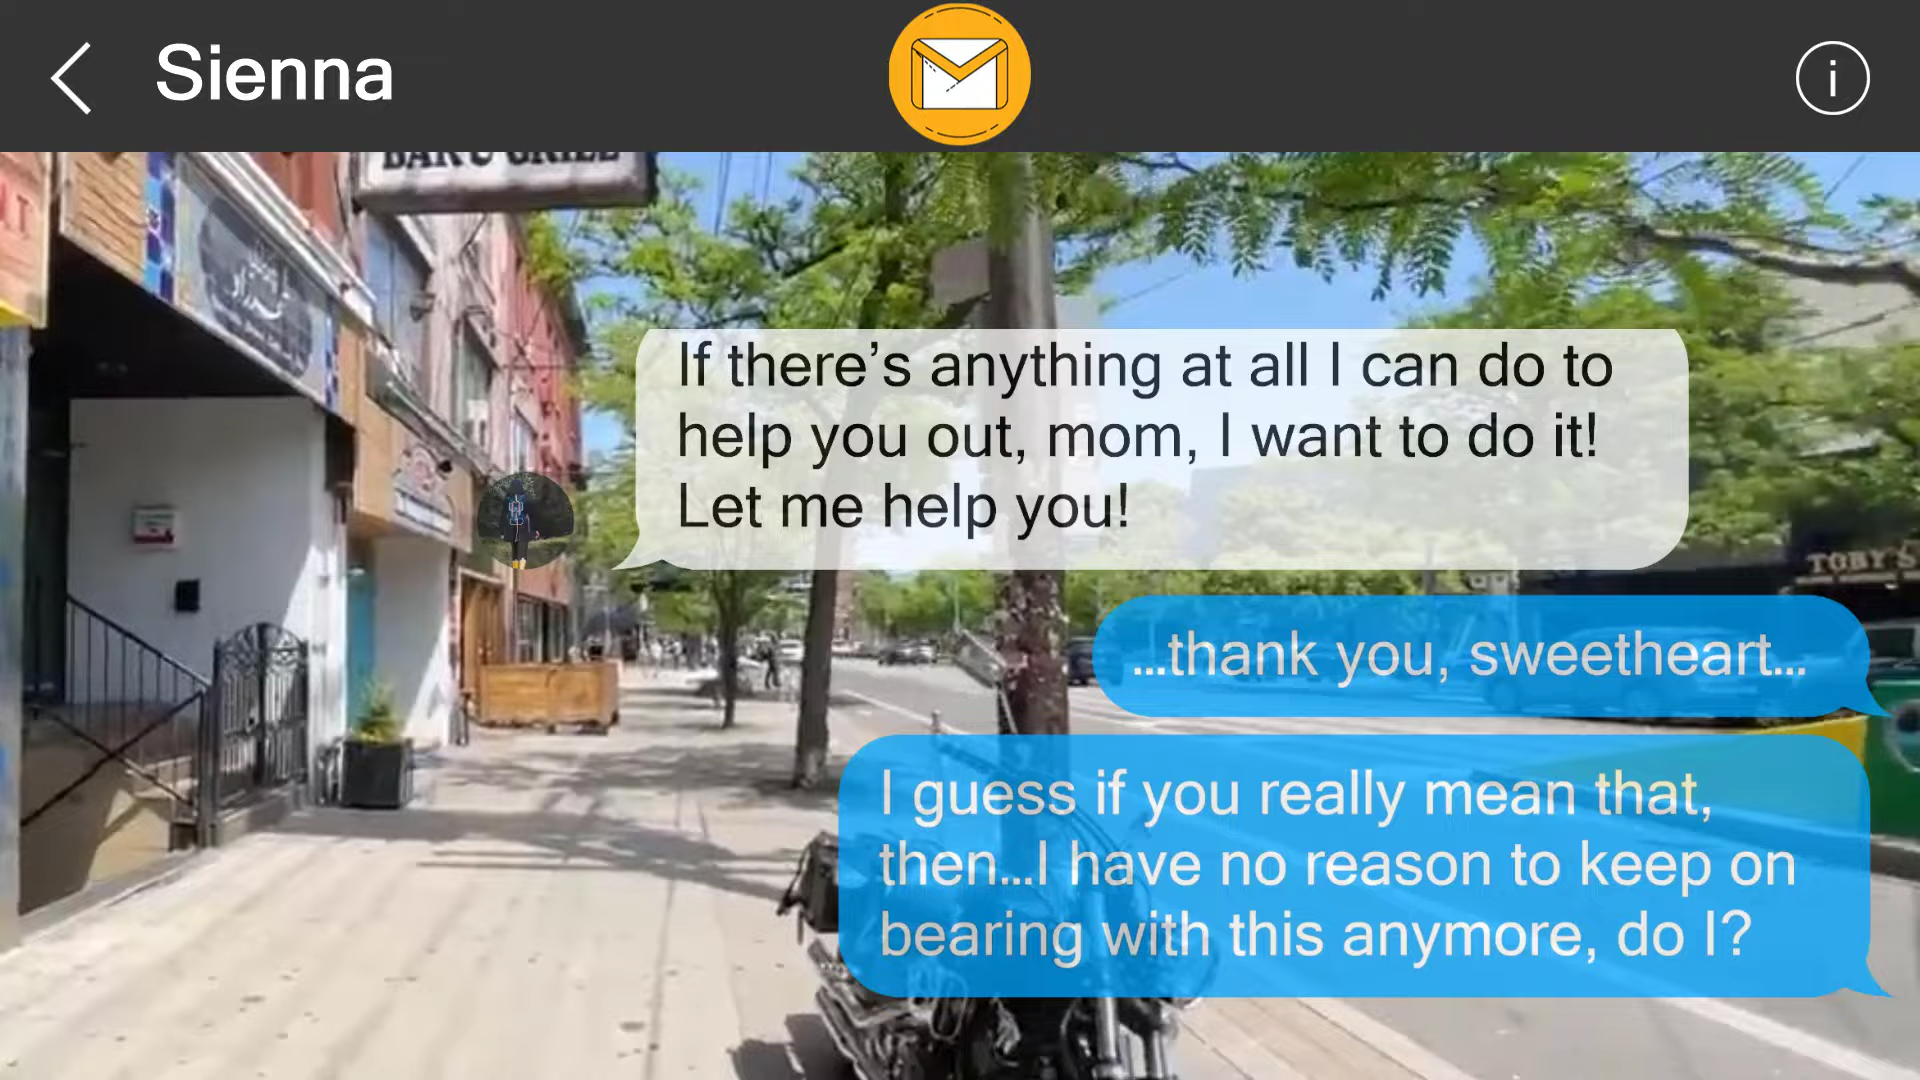 Sienna
i
BAR & GRILL
If there’s anything at all I can do to
help you out, mom, I want to do it!
Let me help you!
TOBY'S
...thank you, sweetheart...
I guess if you really mean that,
then...I have no reason to keep on
bearing with this anymore, do I?